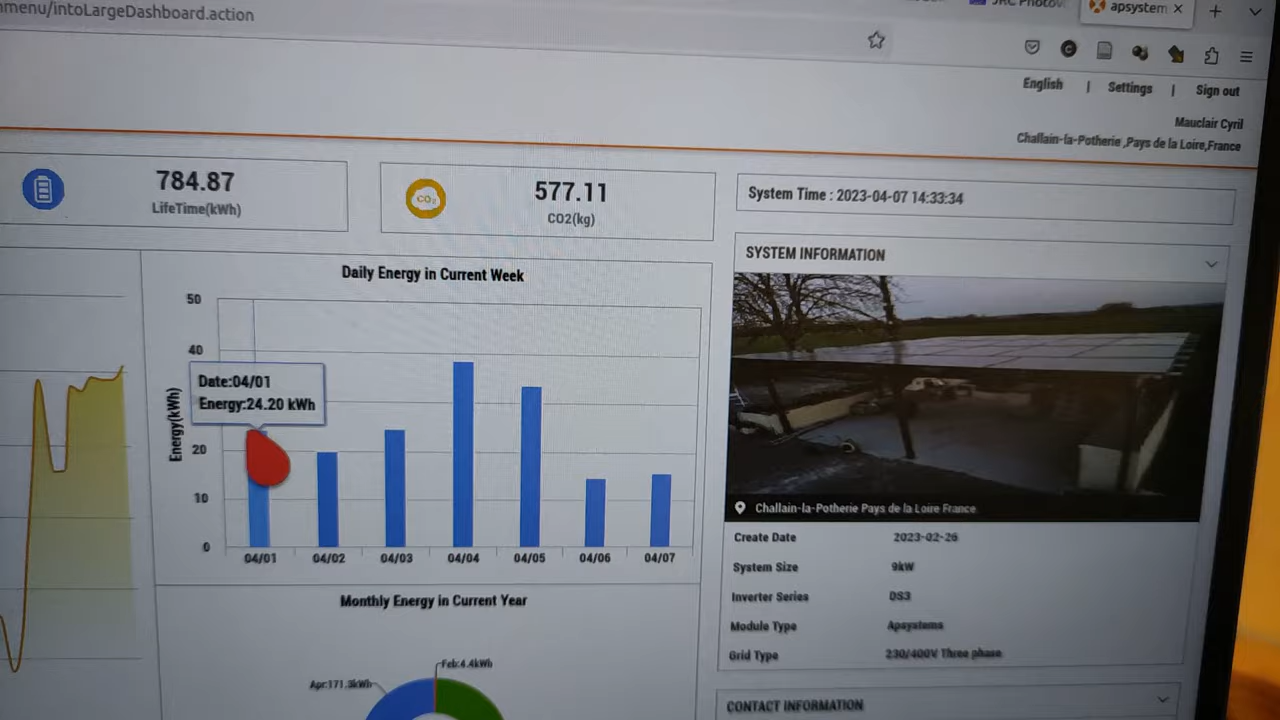 nmenu/intoLargeDashboard.action
apsystem
English | Settings | Sign out
Mauclair Cyril
Challain-la-Potherie ,Pays de la Loire,France
784.87
LifeTime(kWh)
CO₂
577.11
CO2(kg)
System Time : 2023-04-07 14:33:34
Daily Energy in Current Week
50
40
20
10
0
Energy(kWh)
Date:04/01
Energy:24.20 kWh
04/01 04/02 04/03 04/04 04/05 04/06 04/07
Monthly Energy in Current Year
Feb:4.4kWh
Apr:171.3kWh
SYSTEM INFORMATION
Challain-la-Potherie Pays de la Loire France
Create Date 2023-02-26
System Size 9kW
Inverter Series DS3
Module Type Apsystems
Grid Type 230/400V Three phase
CONTACT INFORMATION